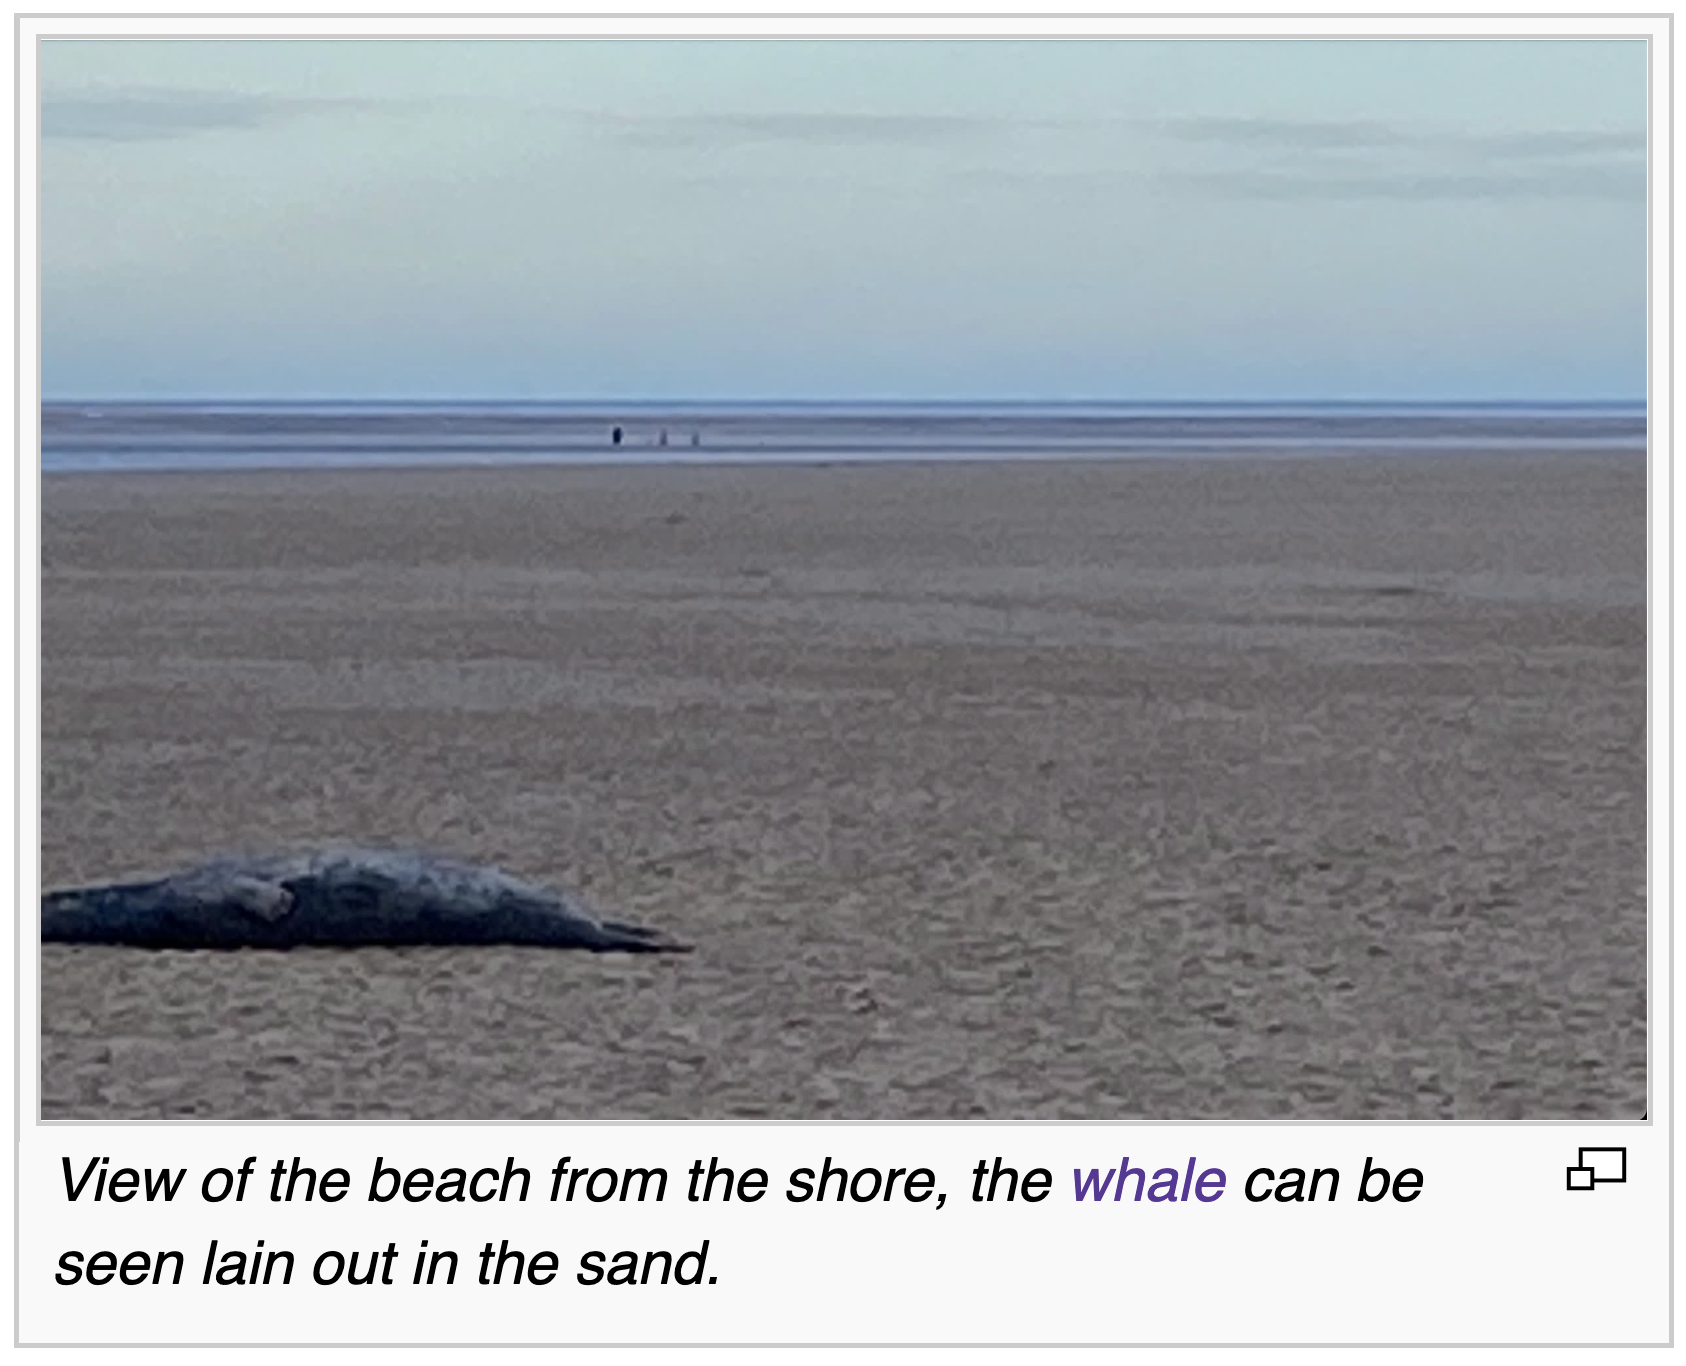 View of the beach from the shore, the whale can be
seen lain out in the sand.